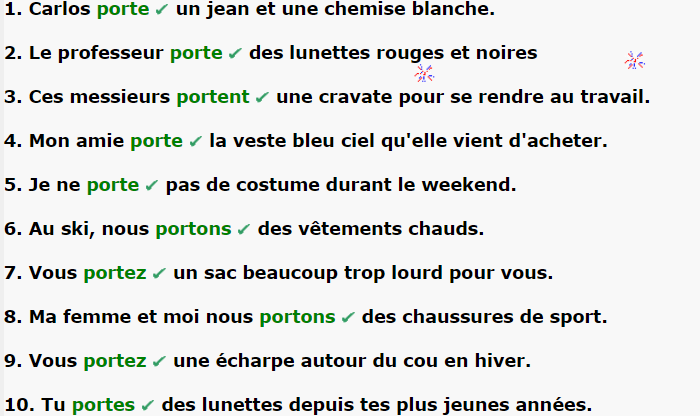 1. Carlos porte ✔ un jean et une chemise blanche.
2. Le professeur porte ✔ des lunettes rouges et noires
3. Ces messieurs portent ✔ une cravate pour se rendre au travail.
4. Mon amie porte ✔ la veste bleu ciel qu'elle vient d'acheter.
5. Je ne porte ✔ pas de costume durant le weekend.
6. Au ski, nous portons ✔ des vêtements chauds.
7. Vous portez ✔ un sac beaucoup trop lourd pour vous.
8. Ma femme et moi nous portons ✔ des chaussures de sport.
9. Vous portez ✔ une écharpe autour du cou en hiver.
10. Tu portes ✔ des lunettes depuis tes plus jeunes années.